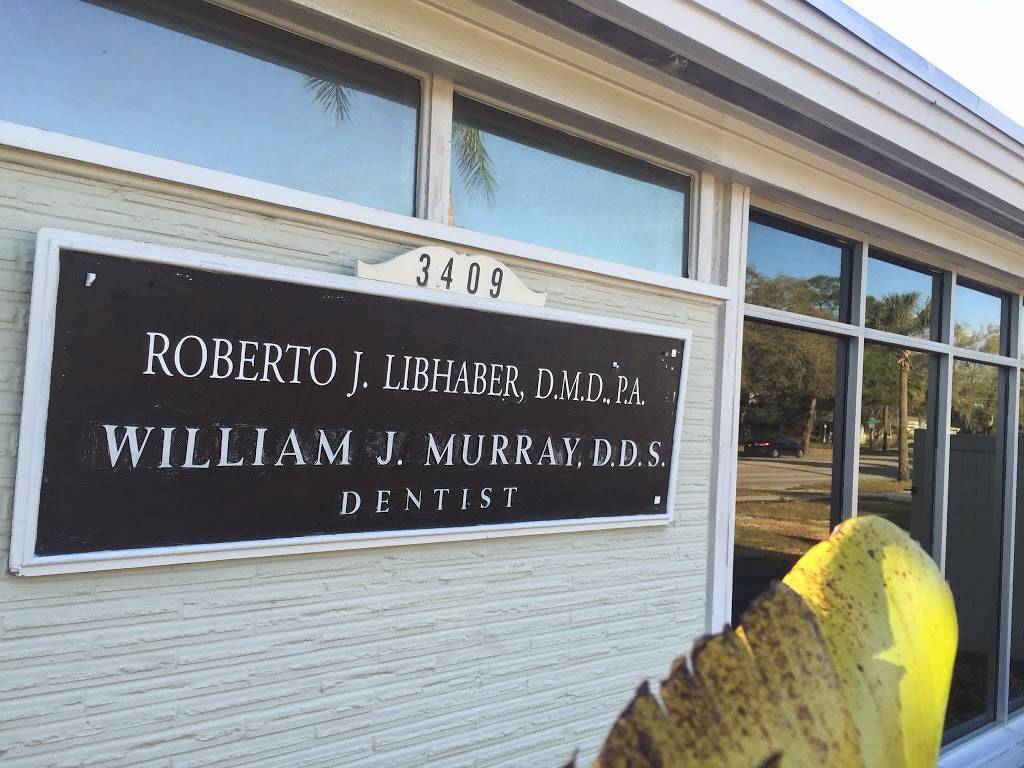 3409
ROBERTO J. LIBHABER, D.M.D., P.A.
WILLIAM J. MURRAY, D.D.S.
DENTIST